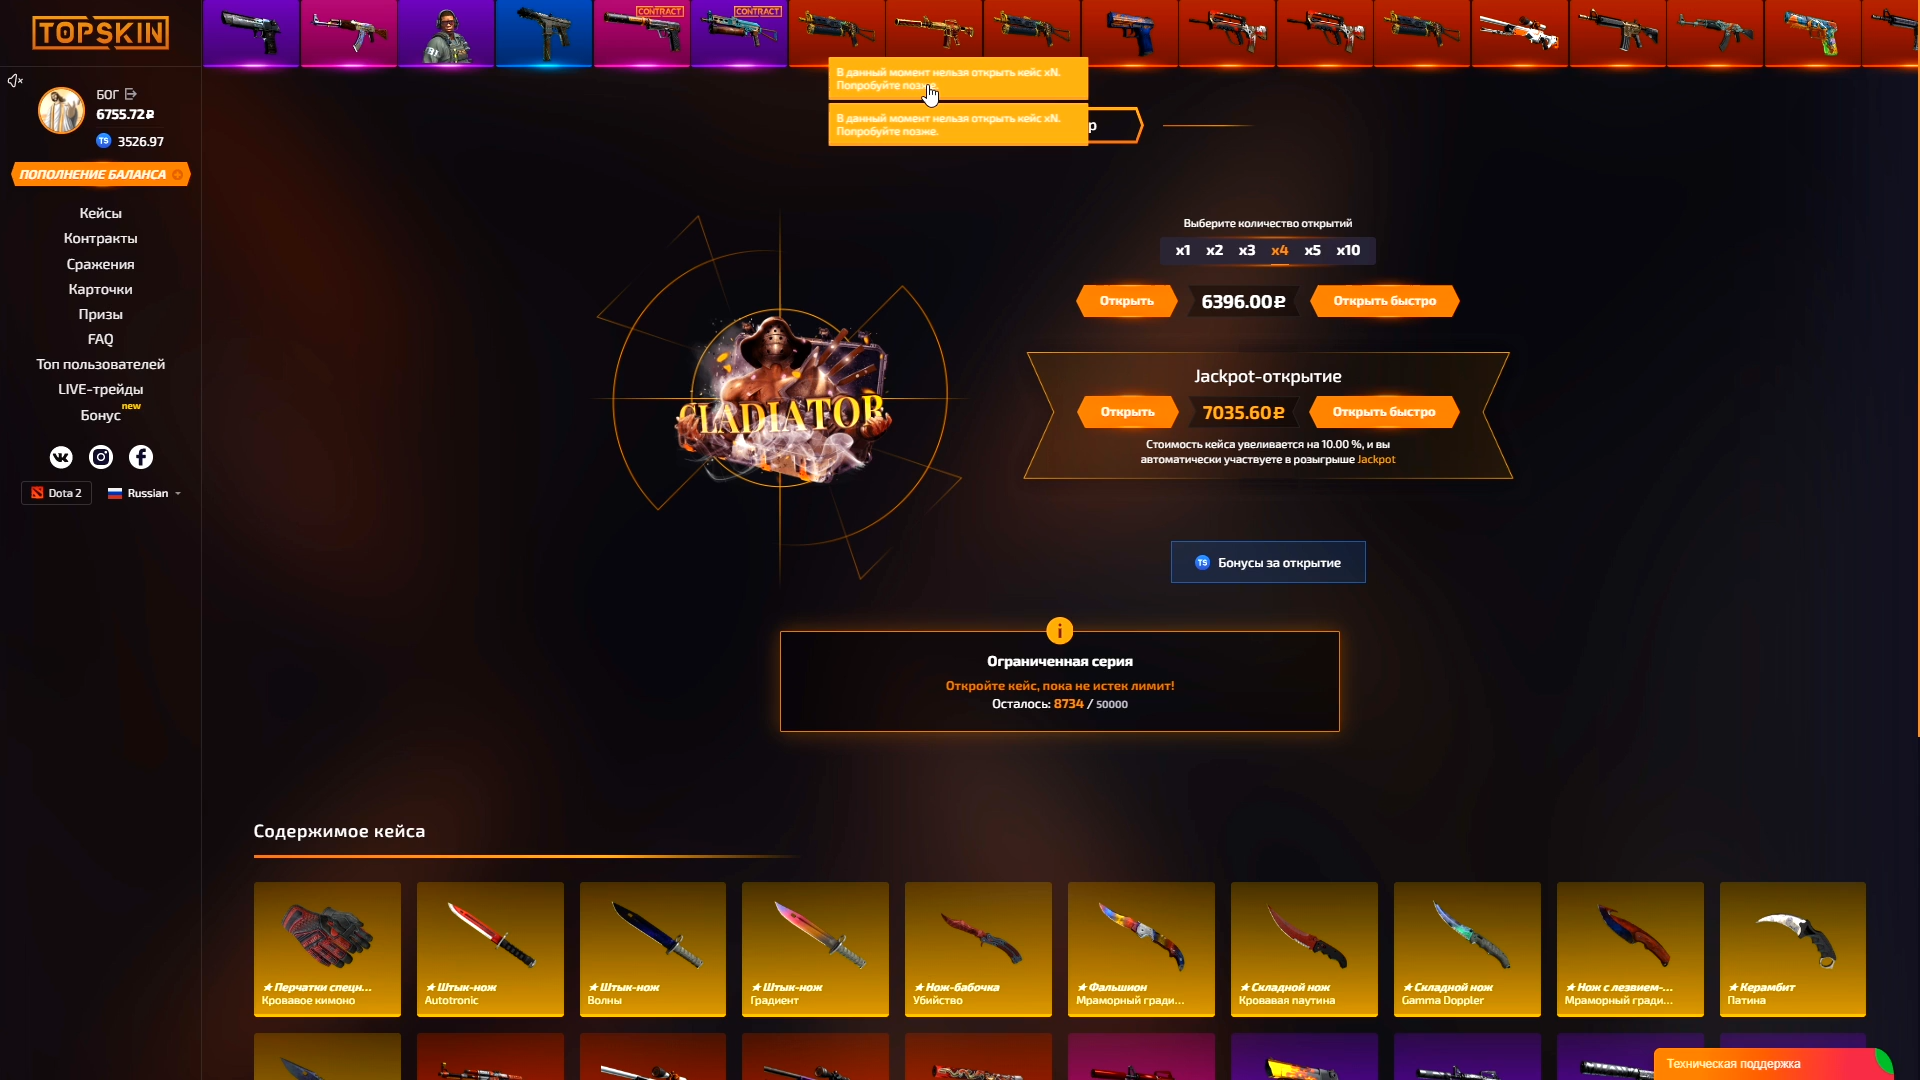 TOPSKIN
CONTRACT
CONTRACT
В данный момент нельзя открыть кейс xN.
Попробуйте позже.
В данный момент нельзя открыть кейс xN.
Попробуйте позже.
р
БОГ
6755.72₽
TS 3526.97
ПОПОЛНЕНИЕ БАЛАНСА
Кейсы
Контракты
Сражения
Карточки
Призы
FAQ
Топ пользователей
LIVE-трейды
Бонус new
Dota 2
Russian
GLADIATOR
Выберите количество открытий
x1 x2 x3 x4 x5 x10
Открыть 6396.00₽ Открыть быстро
Jackpot-открытие
Открыть 7035.60₽ Открыть быстро
Стоимость кейса увеливается на 10.00 %, и вы
автоматически участвуете в розыгрыше Jackpot
TS Бонусы за открытие
i
Ограниченная серия
Откройте кейс, пока не истек лимит!
Осталось: 8734 / 50000
Содержимое кейса
★ Перчатки спецн...
Кровавое кимоно
★ Штык-нож
Autotronic
★ Штык-нож
Волны
★ Штык-нож
Градиент
★ Нож-бабочка
Убийство
★ Фальшион
Мраморный гради...
★ Складной нож
Кровавая паутина
★ Складной нож
Gamma Doppler
★ Нож с лезвием-...
Мраморный гради...
★ Керамбит
Патина
Техническая поддержка